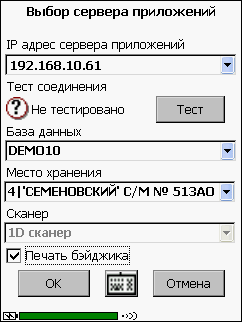 Выбор сервера приложений
IP адрес сервера приложений
192.168.10.61
Тест соединения
Не тестировано
Тест
База данных
DEMO10
Место хранения
4|'СЕМЕНОВСКИЙ' С/М № 513АО
Сканер
1D сканер
Печать бэйджика
OK
Отмена